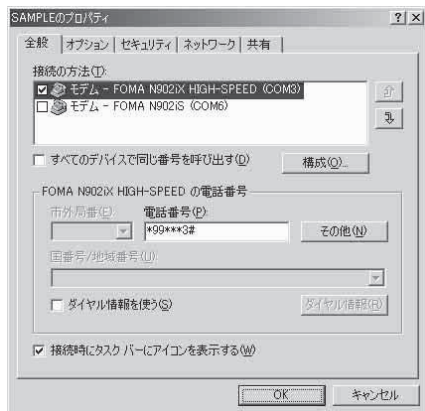 SAMPLEのプロパティ
全般 オプション セキュリティ ネットワーク 共有
接続の方法(T):
モデム - FOMA N902iX HIGH-SPEED (COM3)
モデム - FOMA N902iS (COM6)
すべてのデバイスで同じ番号を呼び出す(D) 構成(O)...
FOMA N902iX HIGH-SPEED の電話番号
市外局番(E): 電話番号(P):
*99***3# その他(N)
国番号/地域番号(U):
ダイヤル情報を使う(S) ダイヤル情報(R)
接続時にタスク バーにアイコンを表示する(W)
OK キャンセル